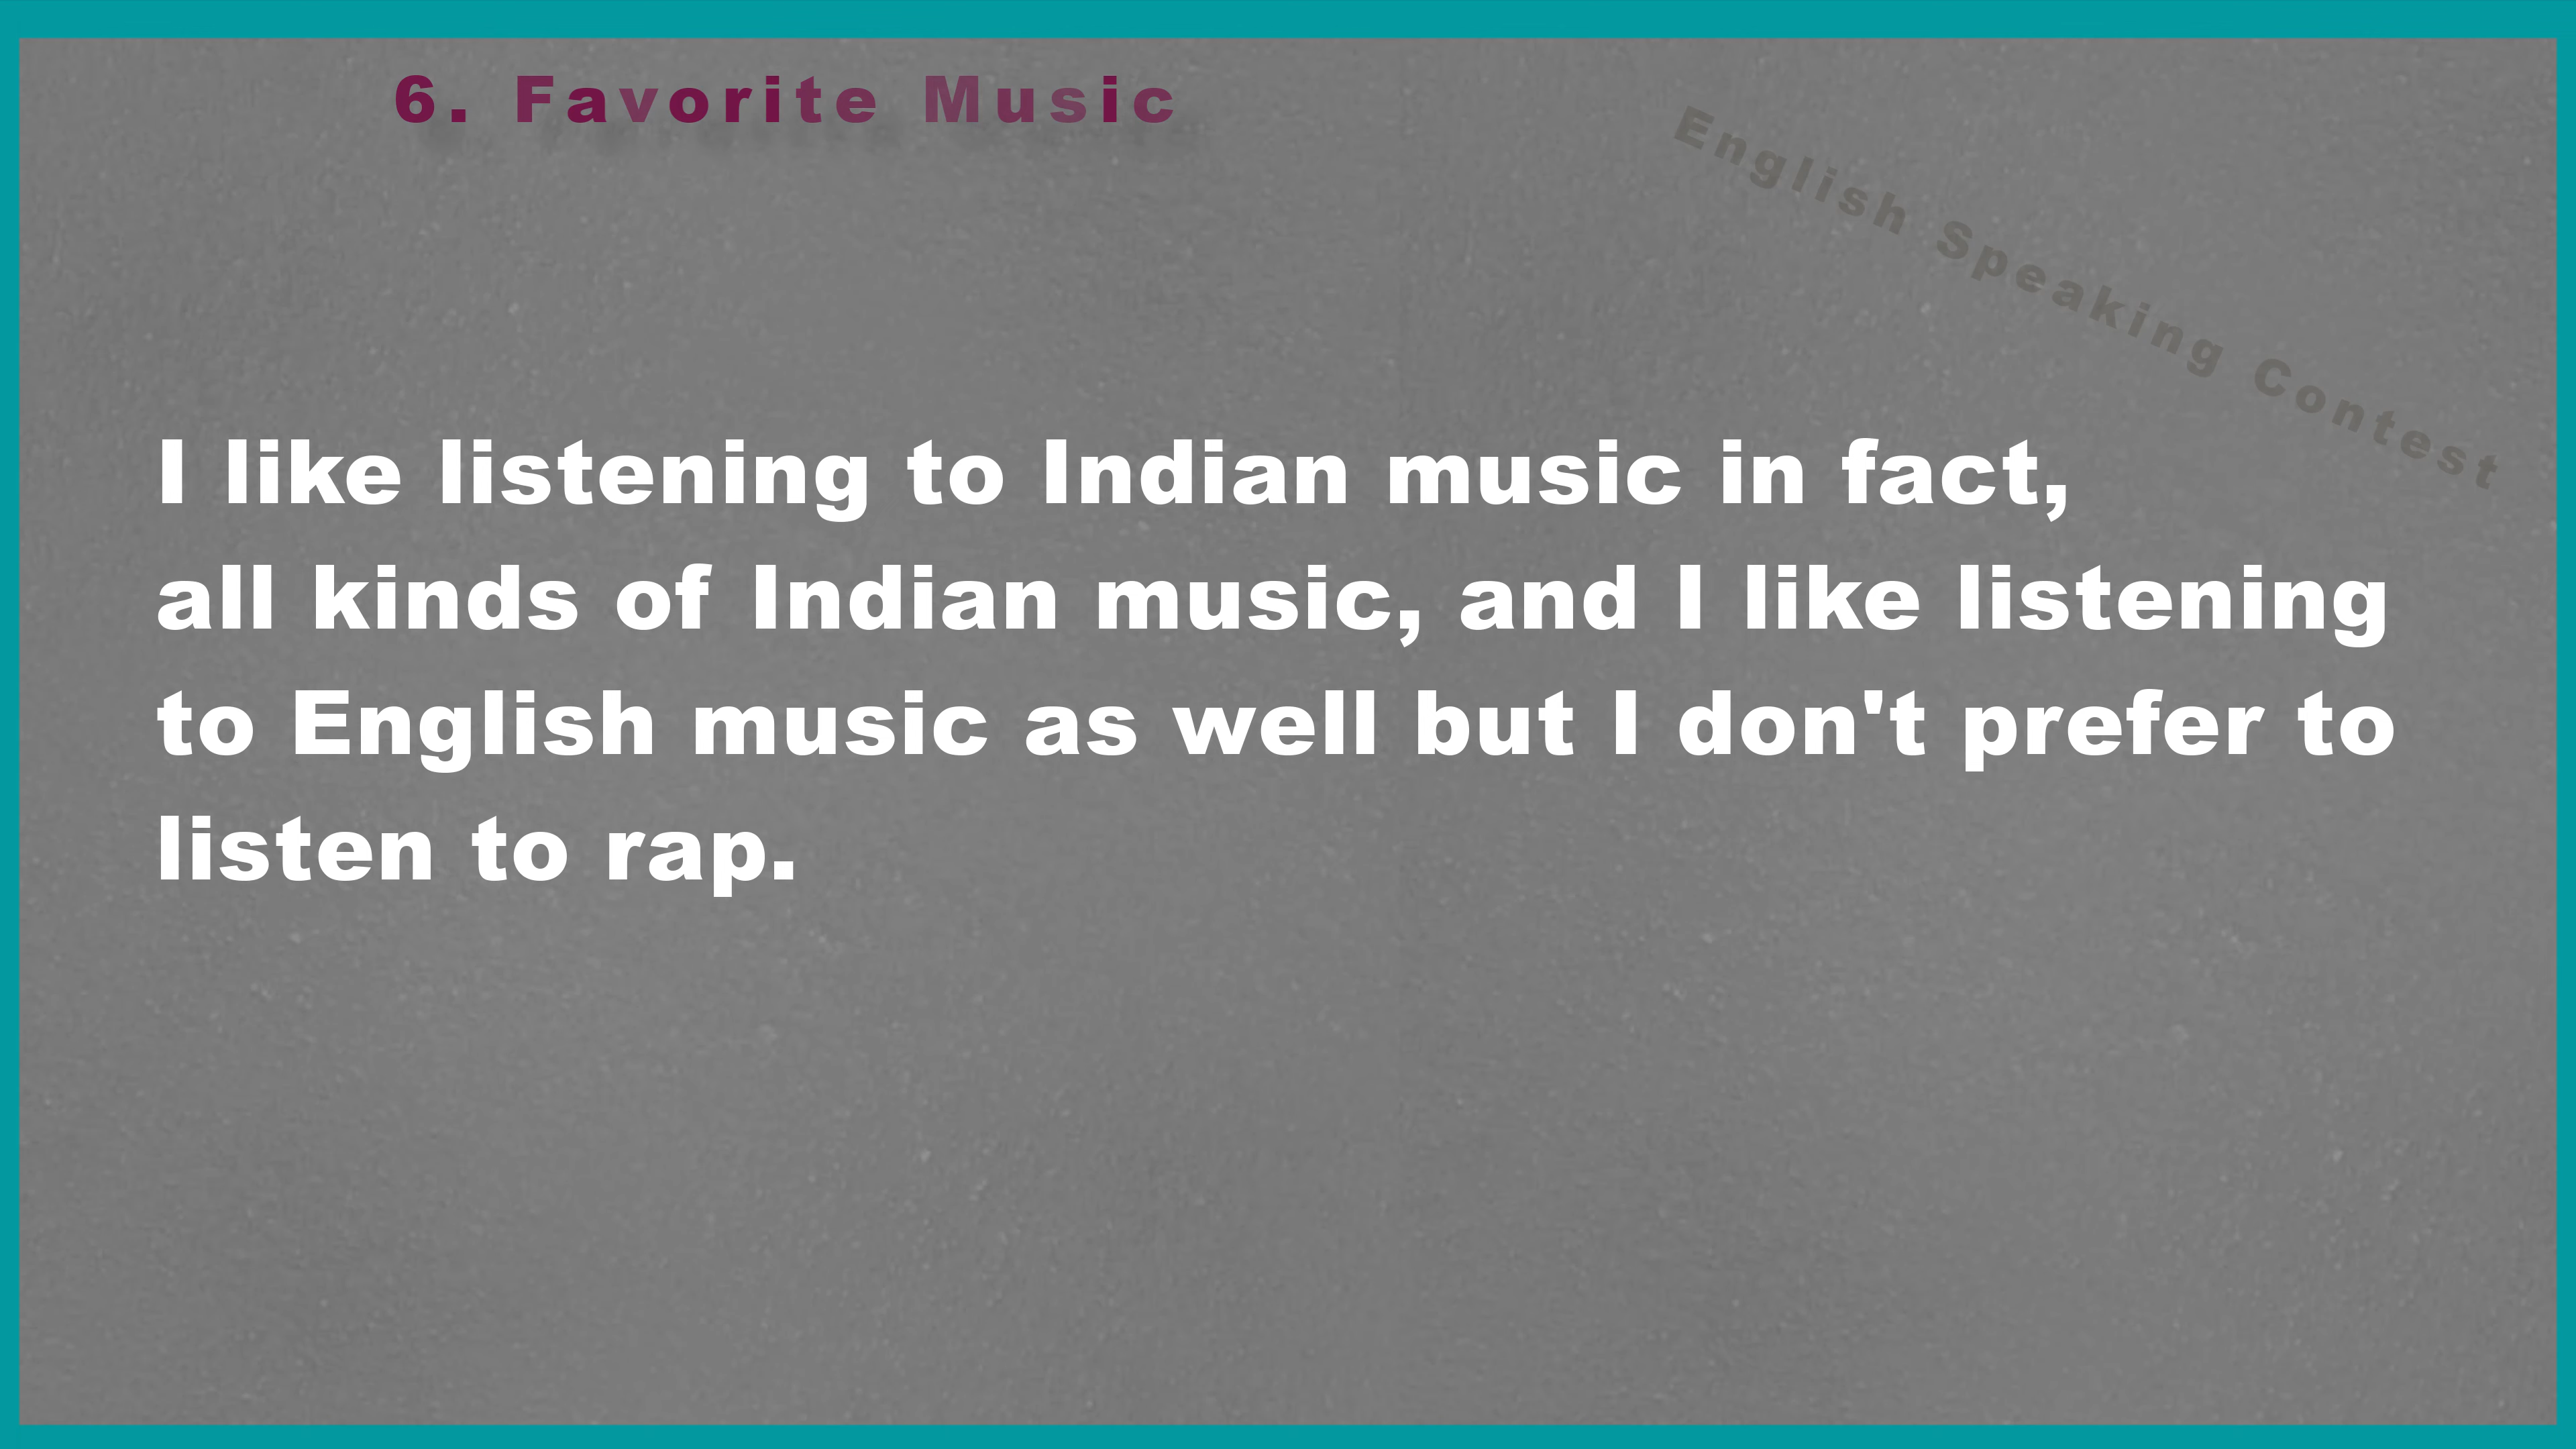 6. Favorite Music
English Speaking Contest
I like listening to Indian music in fact,
all kinds of Indian music, and I like listening
to English music as well but I don't prefer to
listen to rap.